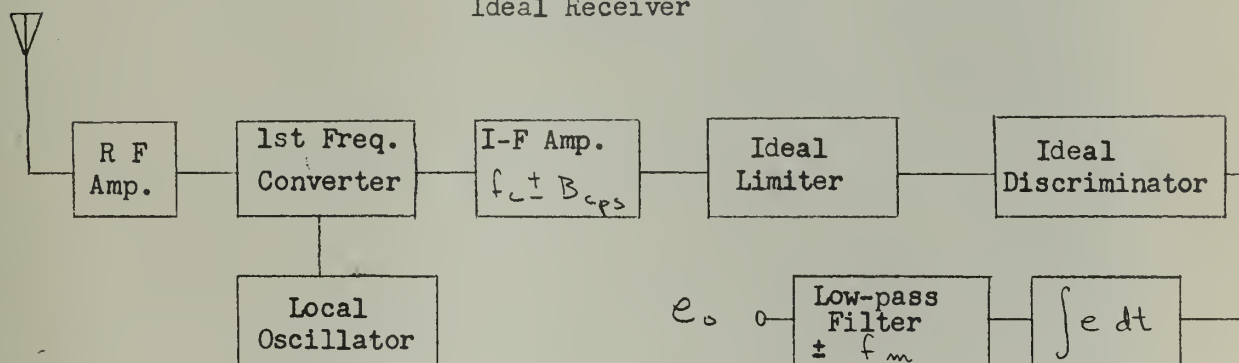 Ideal Receiver
R F
Amp.
1st Freq.
Converter
I-F Amp.
f_c ± B_cps
Ideal
Limiter
Ideal
Discriminator
Local
Oscillator
e_o
Low-pass
Filter
± f_m
∫e dt